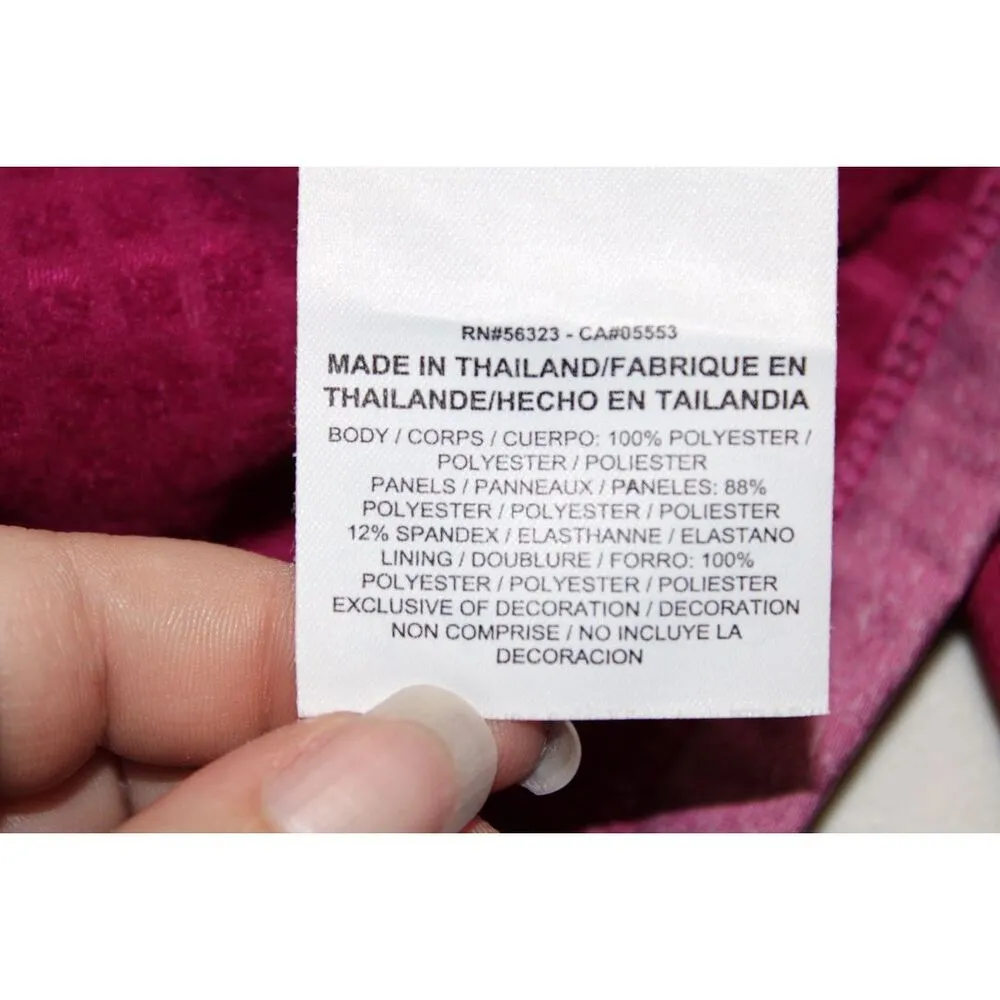 RN#56323 - CA#05553
MADE IN THAILAND/FABRIQUE EN
THAILANDE/HECHO EN TAILANDIA
BODY / CORPS / CUERPO: 100% POLYESTER /
POLYESTER / POLIESTER
PANELS / PANNEAUX / PANELES: 88%
POLYESTER / POLYESTER / POLIESTER
12% SPANDEX / ELASTHANNE / ELASTANO
LINING / DOUBLURE / FORRO: 100%
POLYESTER / POLYESTER / POLIESTER
EXCLUSIVE OF DECORATION / DECORATION
NON COMPRISE / NO INCLUYE LA
DECORACION